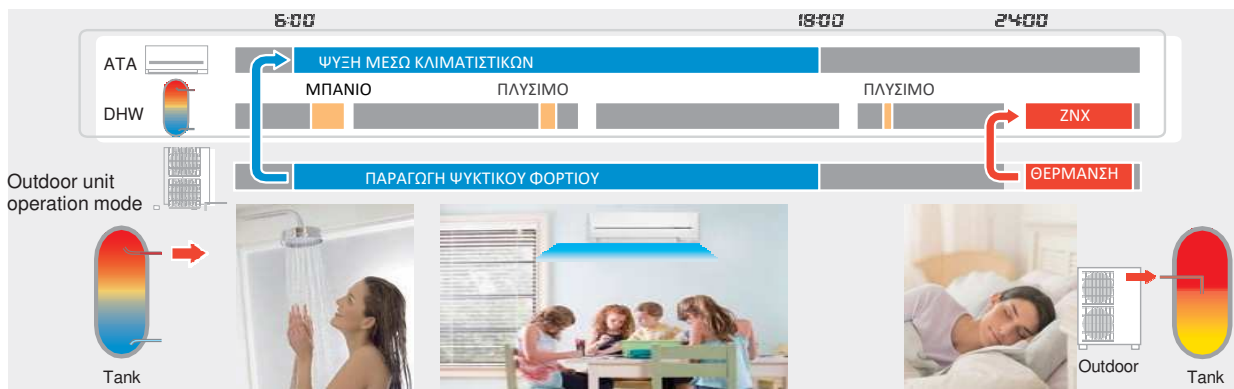 6:00 18:00 24:00
ATA ΨΥΞΗ ΜΕΣΩ ΚΛΙΜΑΤΙΣΤΙΚΩΝ
ΜΠΑΝΙΟ ΠΛΥΣΙΜΟ ΠΛΥΣΙΜΟ
DHW ΖΝΧ
ΠΑΡΑΓΩΓΗ ΨΥΚΤΙΚΟΥ ΦΟΡΤΙΟΥ ΘΕΡΜΑΝΣΗ
Outdoor unit
operation mode
Outdoor
Tank Tank